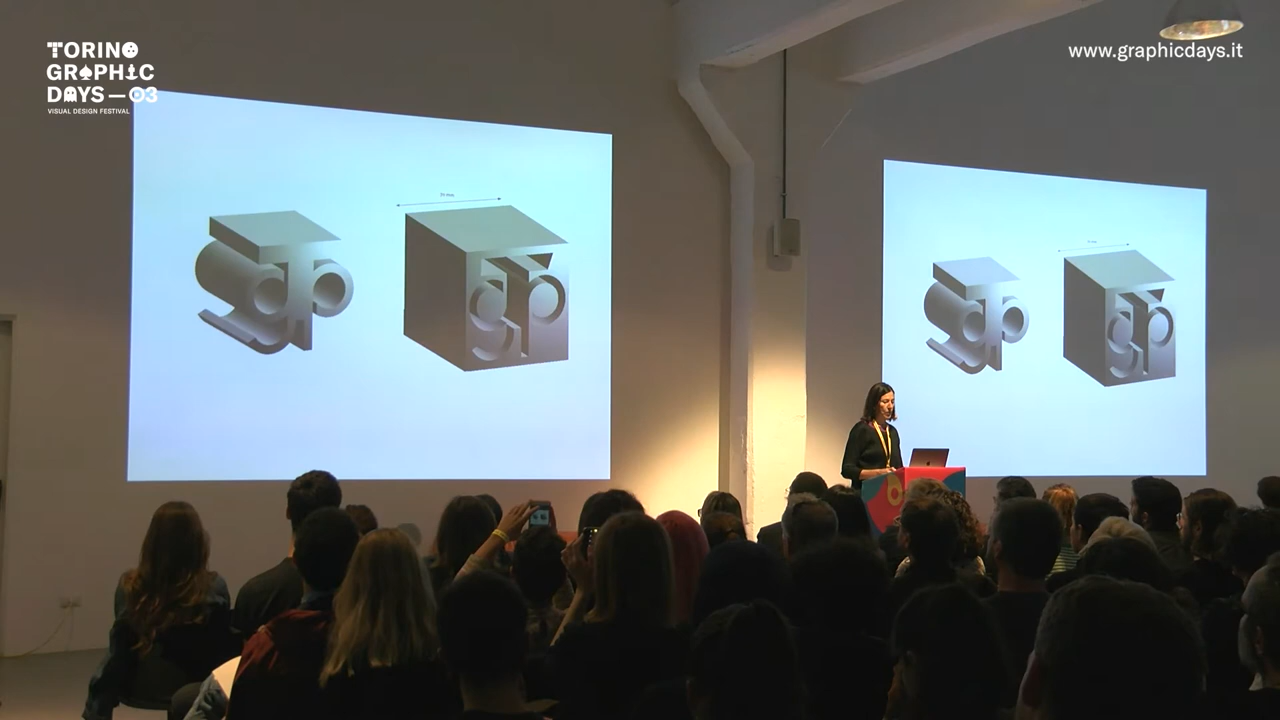 TORINO
GRAPHIC
DAYS — 03
VISUAL DESIGN FESTIVAL
www.graphicdays.it